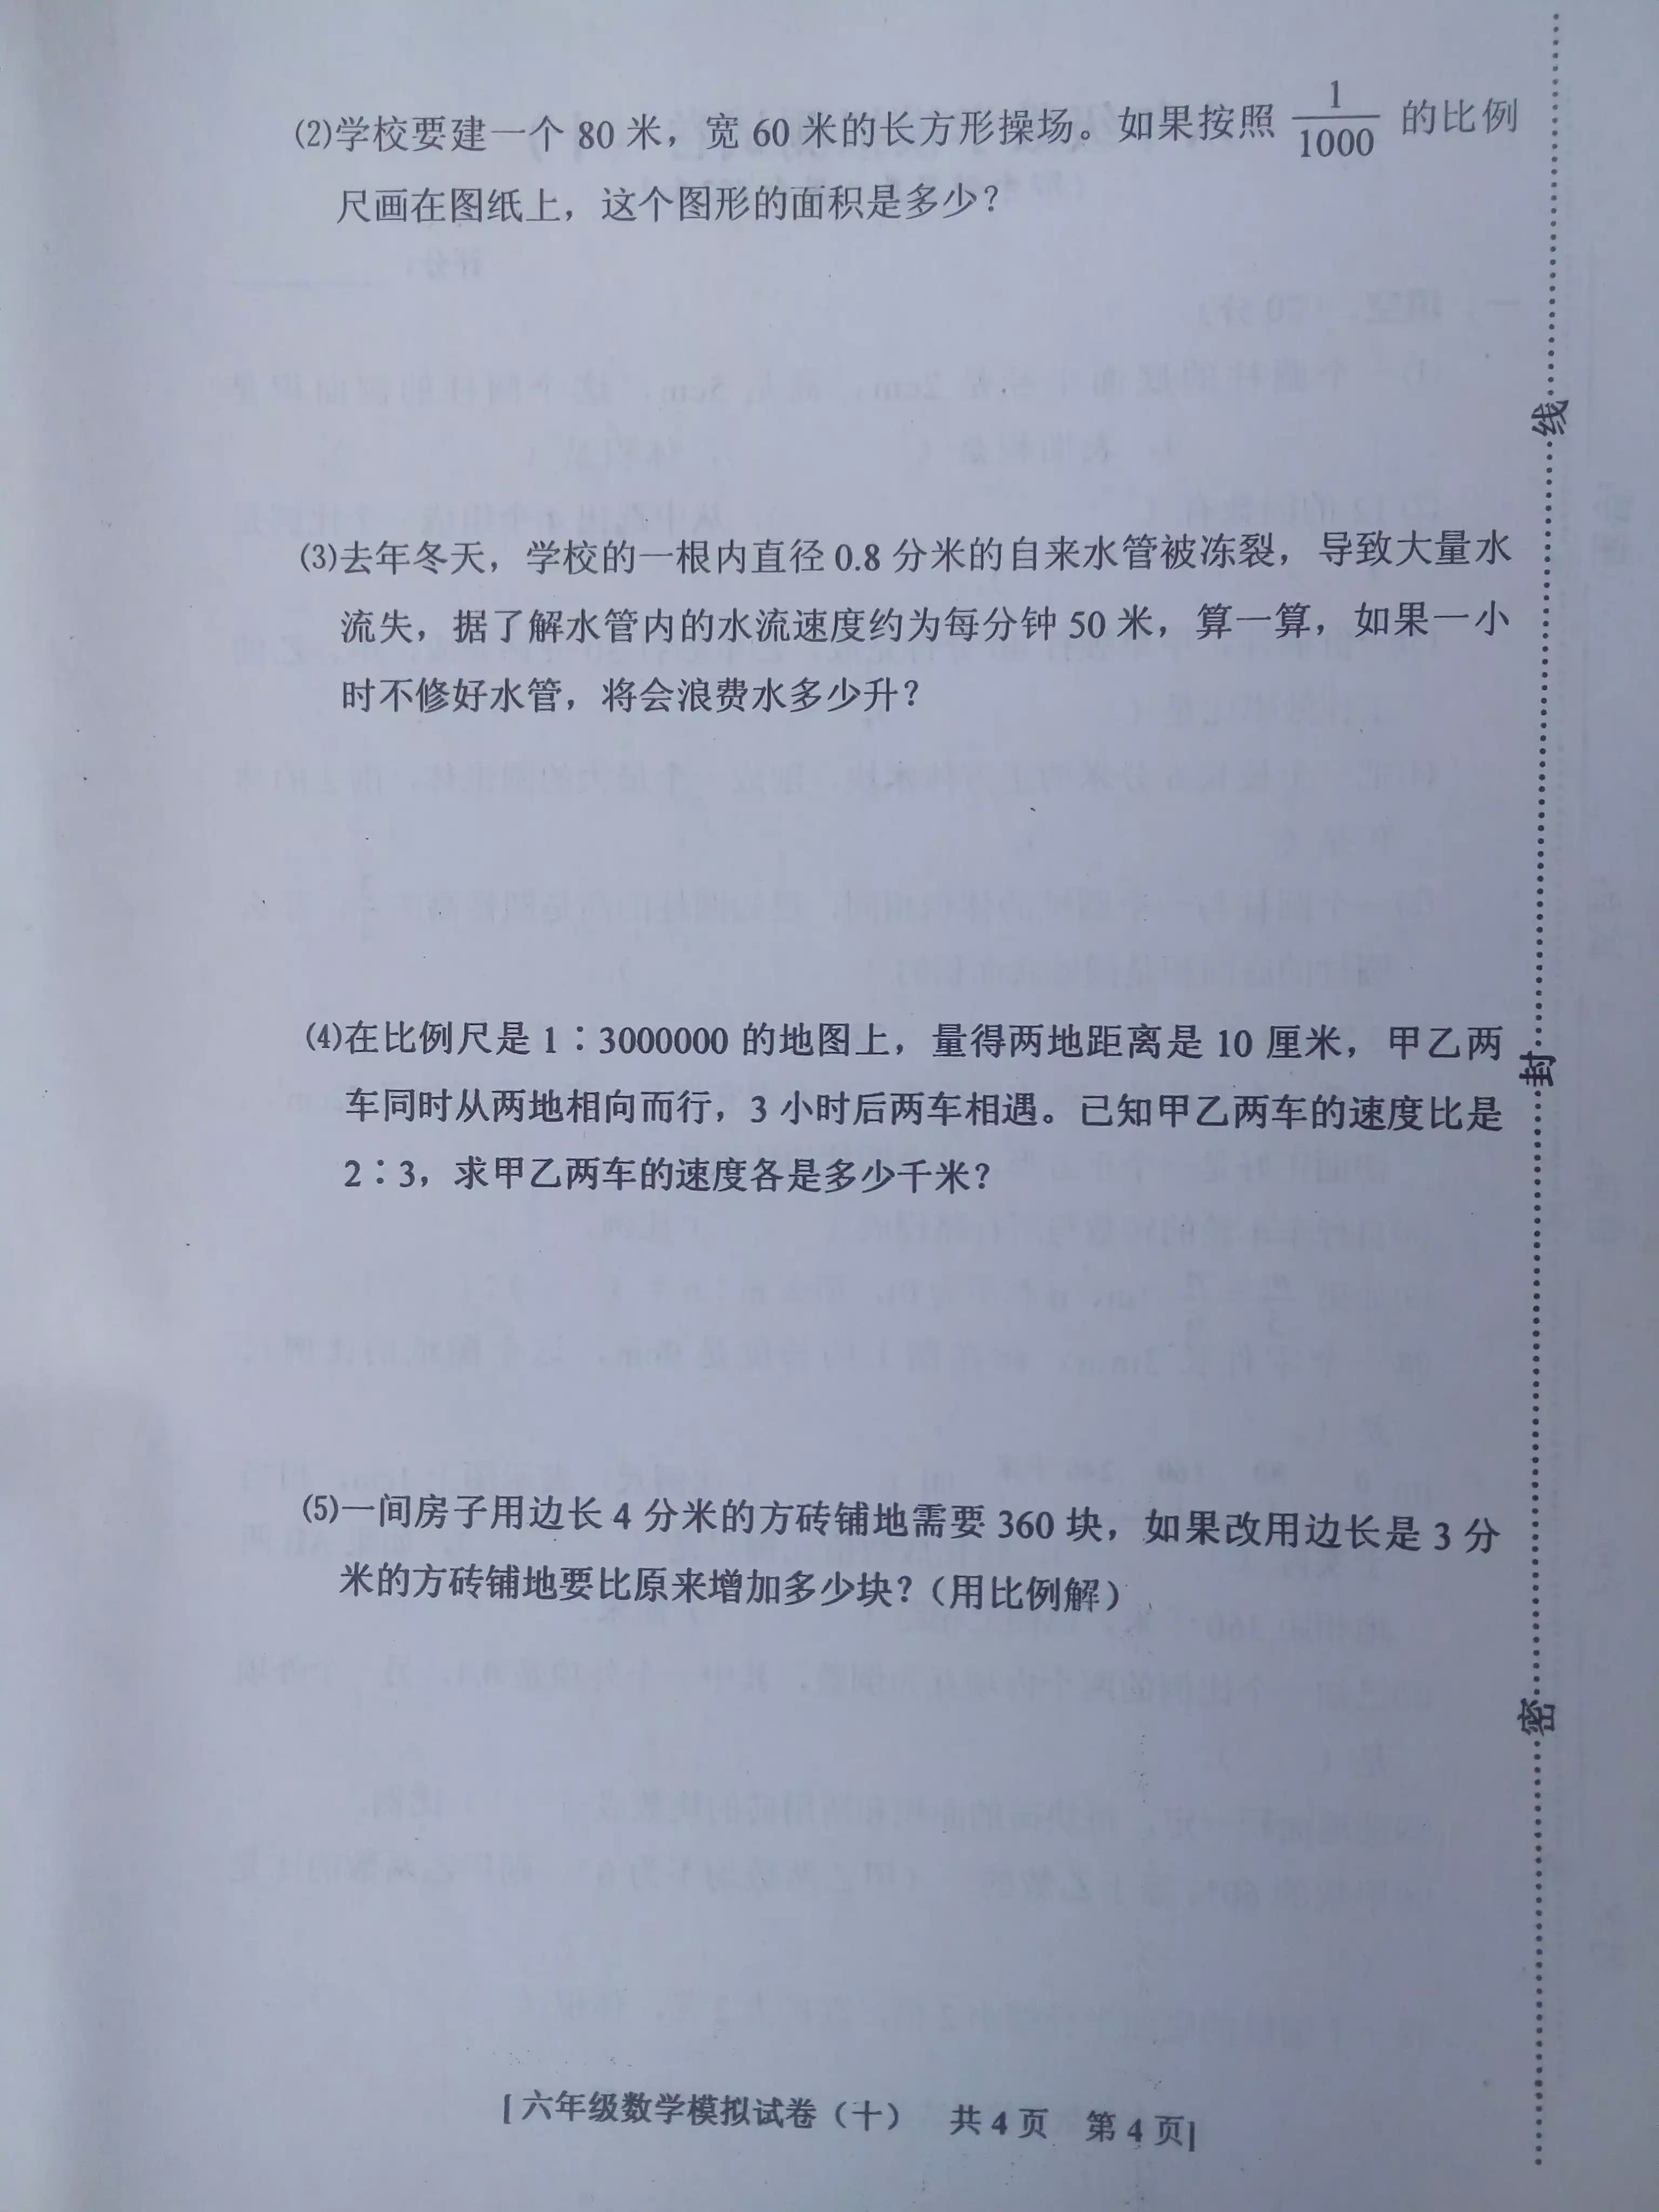 ⑵学校要建一个 80 米，宽 60 米的长方形操场。如果按照 1/1000 的比例
尺画在图纸上，这个图形的面积是多少？
⑶去年冬天，学校的一根内直径 0.8 分米的自来水管被冻裂，导致大量水
流失，据了解水管内的水流速度约为每分钟 50 米，算一算，如果一小
时不修好水管，将会浪费水多少升？
⑷在比例尺是 1∶3000000 的地图上，量得两地距离是 10 厘米，甲乙两
车同时从两地相向而行，3 小时后两车相遇。已知甲乙两车的速度比是
2∶3，求甲乙两车的速度各是多少千米？
⑸一间房子用边长 4 分米的方砖铺地需要 360 块，如果改用边长是 3 分
米的方砖铺地要比原来增加多少块？（用比例解）
[六年级数学模拟试卷（十） 共 4 页 第 4 页]
线
封
密